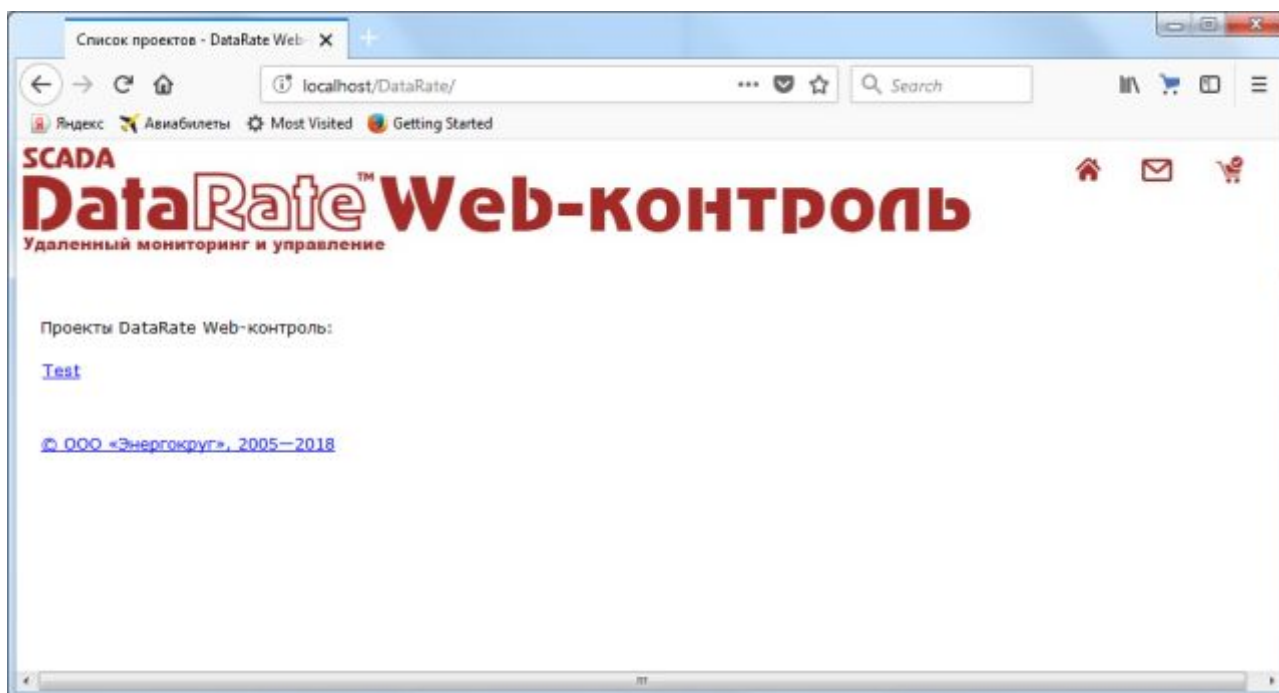 Список проектов - DataRate Web-
localhost/DataRate/
Search
Яндекс Авиабилеты Most Visited Getting Started
SCADA
DataRate™ Web-контроль
Удаленный мониторинг и управление
Проекты DataRate Web-контроль:
Test
© ООО «Энергокруг», 2005—2018